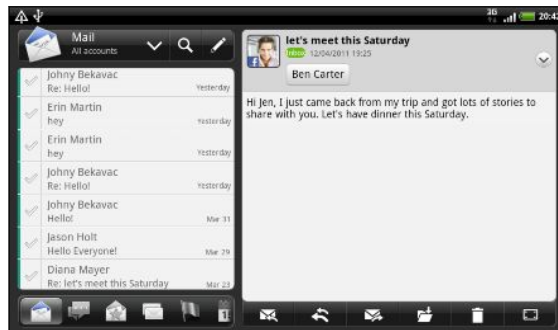 3G
20:42
Mail
All accounts
Johny Bekavac
Re: Hello!
Yesterday
Erin Martin
hey
Yesterday
Erin Martin
hey
Yesterday
Johny Bekavac
Re: Hello!
Yesterday
Johny Bekavac
Hello!
Mar 31
Jason Holt
Hello Everyone!
Mar 29
Diana Mayer
Re: let's meet this Saturday
Mar 23
let's meet this Saturday
Inbox 12/04/2011 19:25
Ben Carter
Hi Jen, I just came back from my trip and got lots of stories to
share with you. Let's have dinner this Saturday.